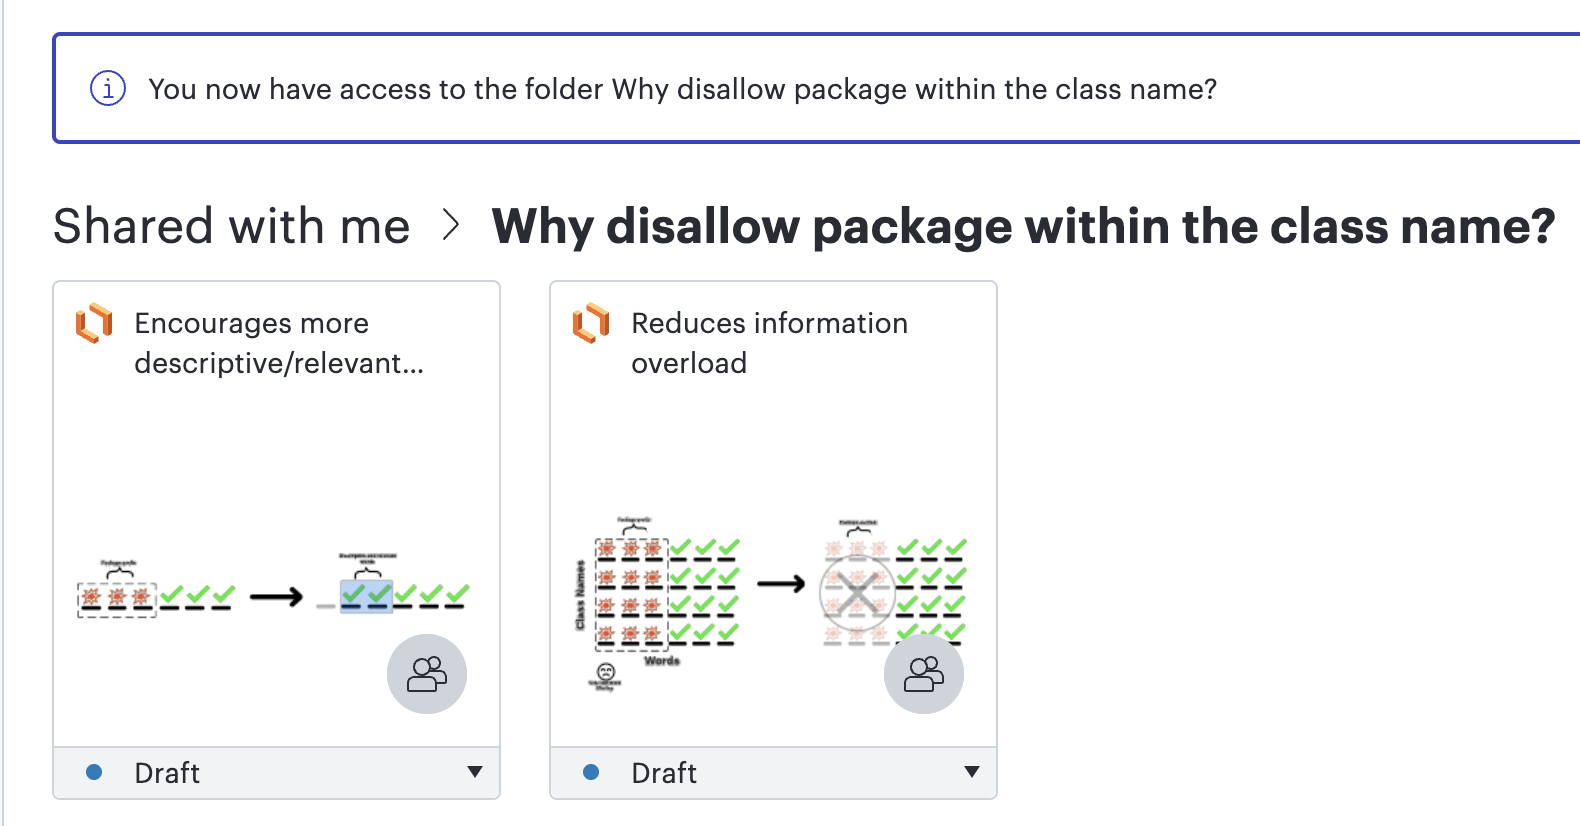 You now have access to the folder Why disallow package within the class name?
Shared with me > Why disallow package within the class name?
Encourages more
descriptive/relevant...
Reduces information
overload
Class Names
Words
Draft
Draft